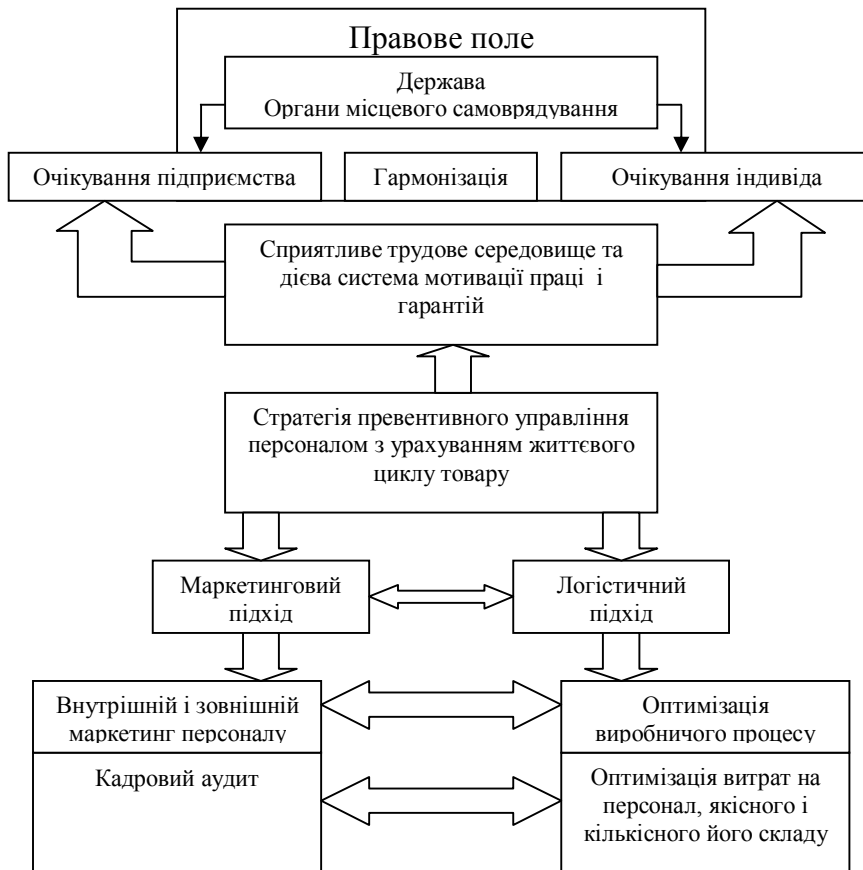 Правове поле
Держава
Органи місцевого самоврядування
Очікування підприємства
Гармонізація
Очікування індивіда
Сприятливе трудове середовище та
дієва система мотивації праці і
гарантій
Стратегія превентивного управління
персоналом з урахуванням життєвого
циклу товару
Маркетинговий
підхід
Логістичний
підхід
Внутрішній і зовнішній
маркетинг персоналу
Оптимізація
виробничого процесу
Кадровий аудит
Оптимізація витрат на
персонал, якісного і
кількісного його складу